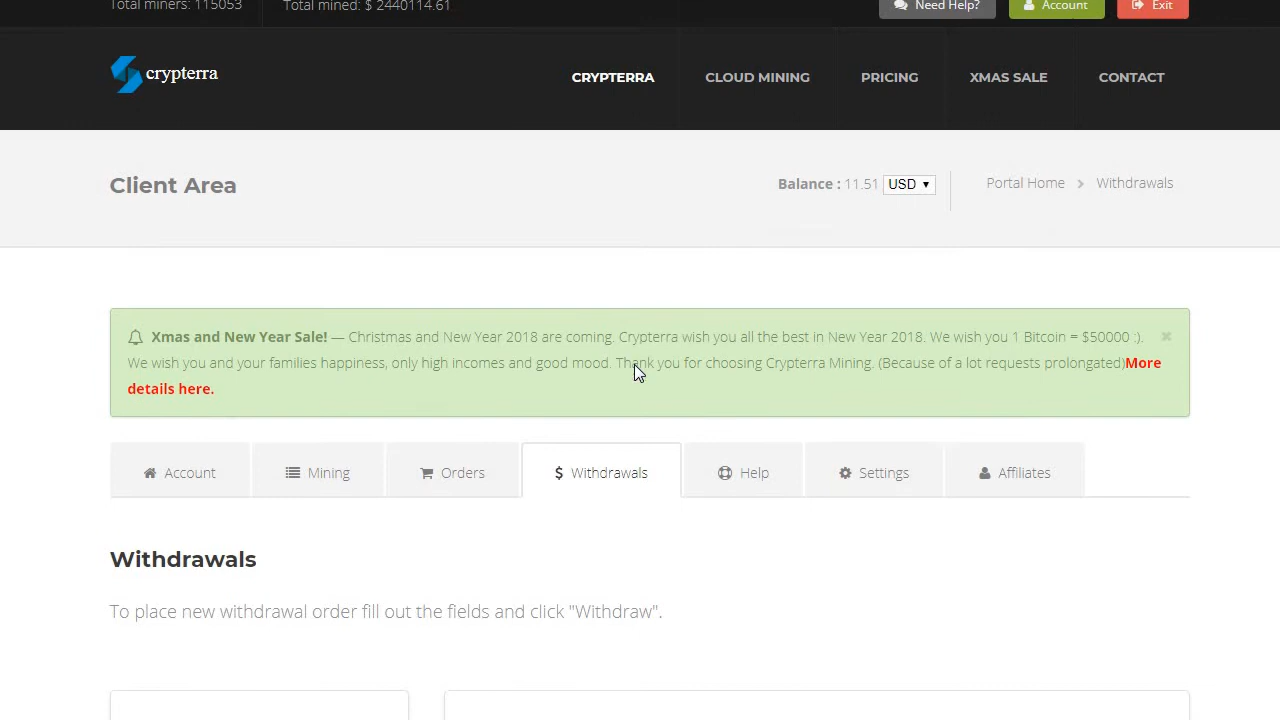 Total miners: 115053 Total mined: $ 2440114.61 Need Help? Account Exit
crypterra CRYPTERRA CLOUD MINING PRICING XMAS SALE CONTACT
Client Area Balance : 11.51 USD Portal Home Withdrawals
Xmas and New Year Sale! — Christmas and New Year 2018 are coming. Crypterra wish you all the best in New Year 2018. We wish you 1 Bitcoin = $50000 :).
We wish you and your families happiness, only high incomes and good mood. Thank you for choosing Crypterra Mining. (Because of a lot requests prolongated)More
details here.
Account Mining Orders Withdrawals Help Settings Affiliates
Withdrawals
To place new withdrawal order fill out the fields and click "Withdraw".